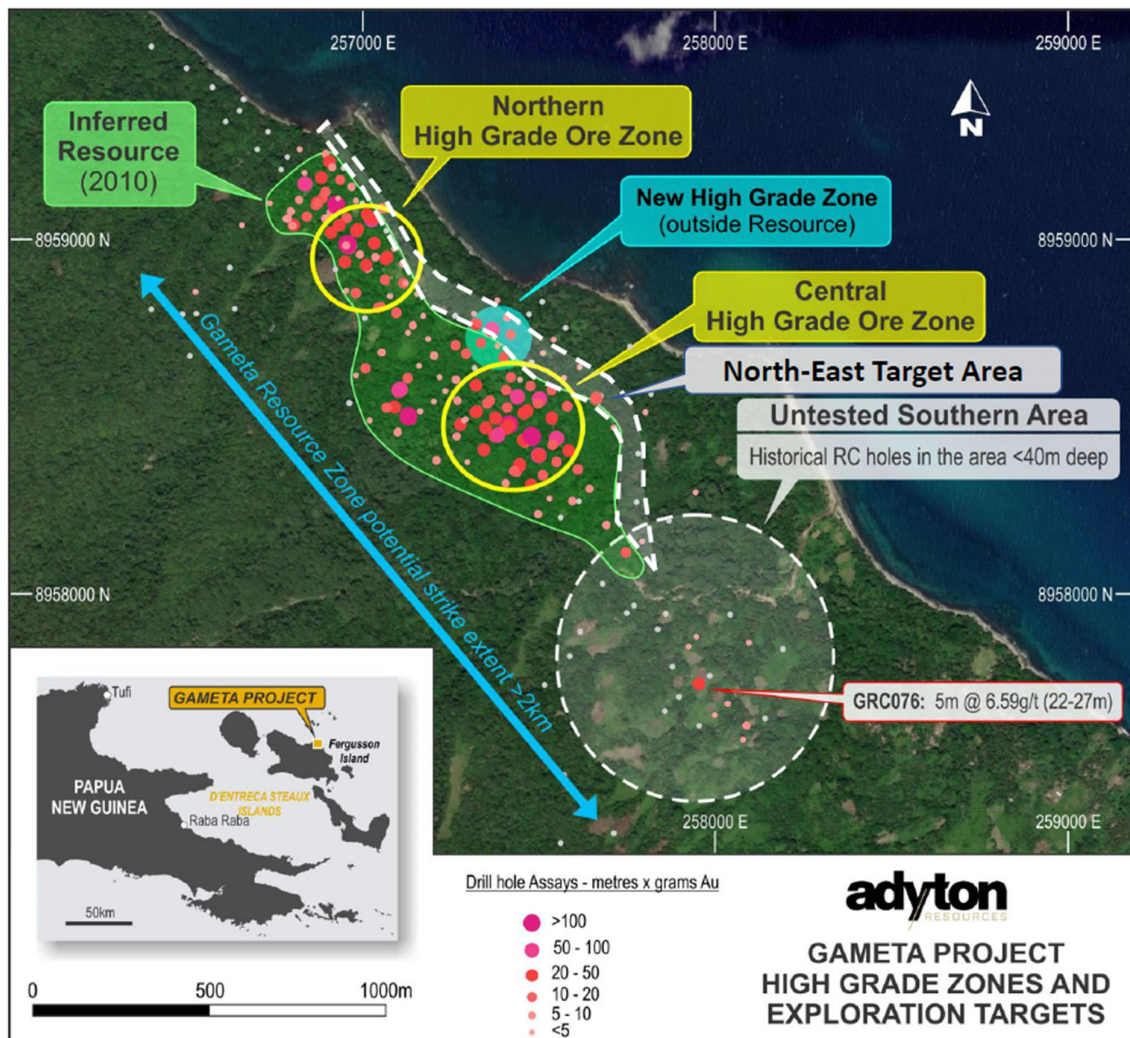 257000 E
258000 E
259000 E
Northern
High Grade Ore Zone
Inferred
Resource
(2010)
N
New High Grade Zone
(outside Resource)
8959000 N
8959000 N
Central
High Grade Ore Zone
North-East Target Area
Untested Southern Area
Historical RC holes in the area <40m deep
Gameta Resource Zone potential strike extent >2km
8958000 N
8958000 N
GRC076: 5m @ 6.59g/t (22-27m)
258000 E
259000 E
Tufi
GAMETA PROJECT
Fergusson
Island
PAPUA
NEW GUINEA
D'ENTRECA STEAUX
ISLANDS
Raba Raba
50km
0 500 1000m
Drill hole Assays - metres x grams Au
>100
50 - 100
20 - 50
10 - 20
5 - 10
<5
adyton
RESOURCES
GAMETA PROJECT
HIGH GRADE ZONES AND
EXPLORATION TARGETS